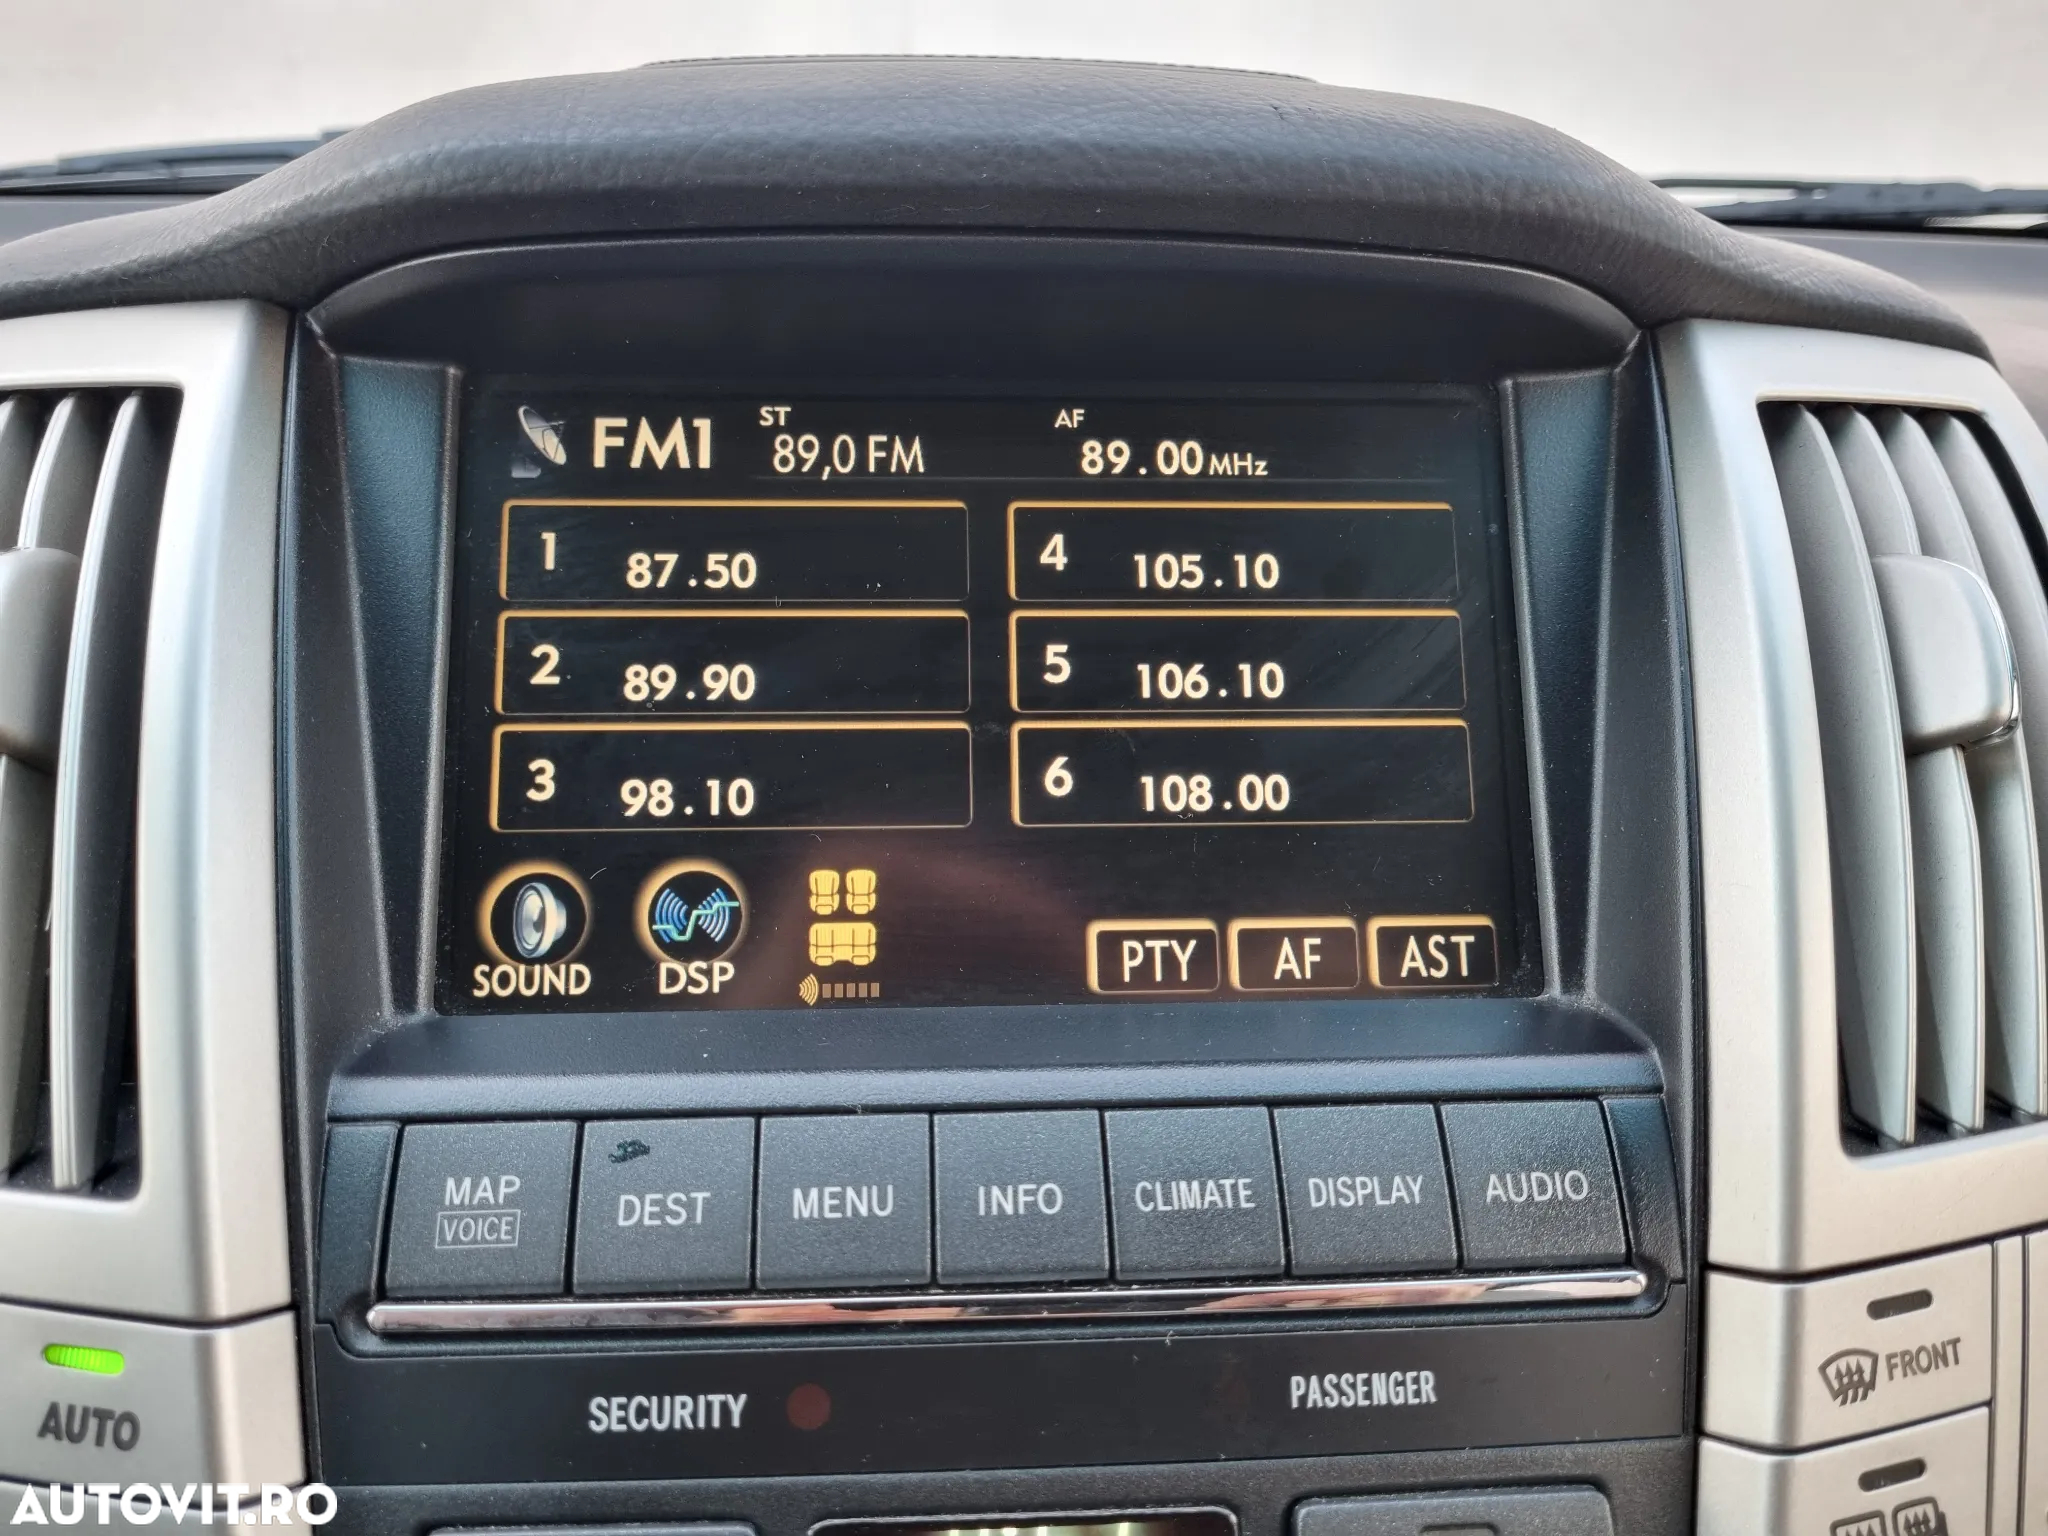 FM1 ST 89,0 FM AF 89.00MHz
1 87.50
4 105.10
2 89.90
5 106.10
3 98.10
6 108.00
SOUND DSP PTY AF AST
MAP
VOICE
DEST
MENU
INFO
CLIMATE
DISPLAY
AUDIO
AUTO
SECURITY
PASSENGER
FRONT
AUTOVIT.RO